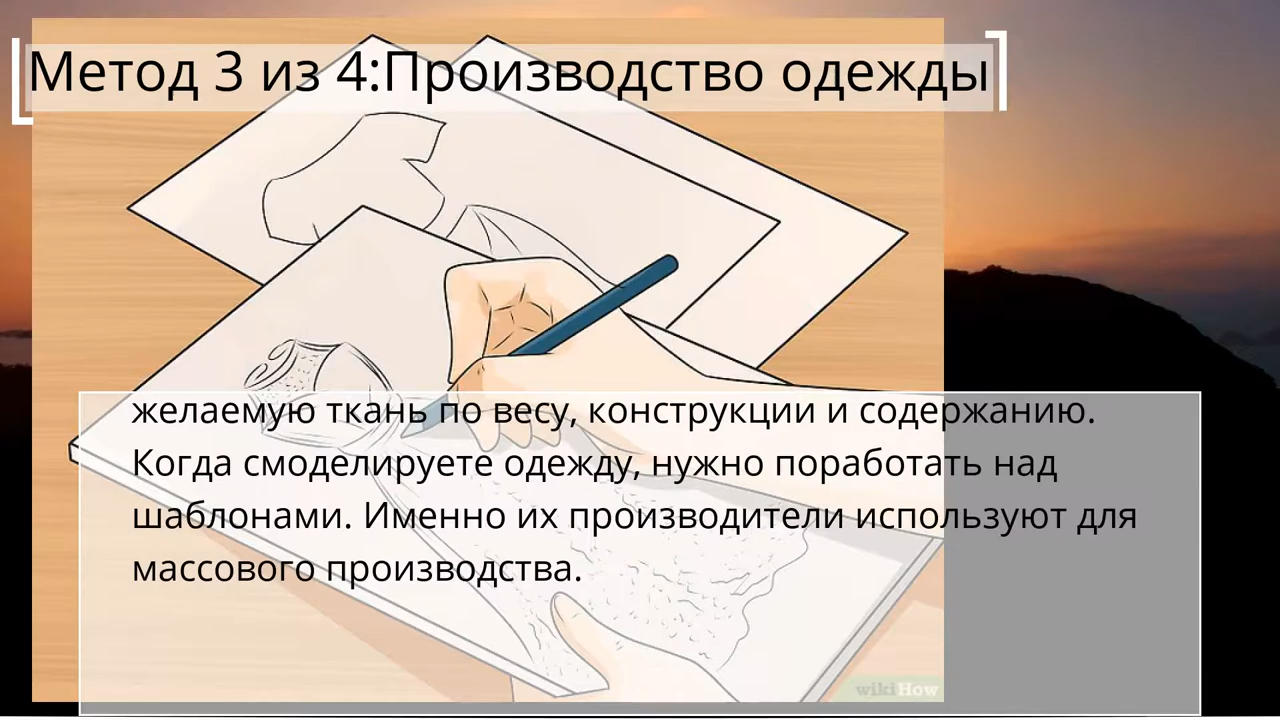 Метод 3 из 4:Производство одежды
желаемую ткань по весу, конструкции и содержанию.
Когда смоделируете одежду, нужно поработать над
шаблонами. Именно их производители используют для
массового производства.
wikiHow